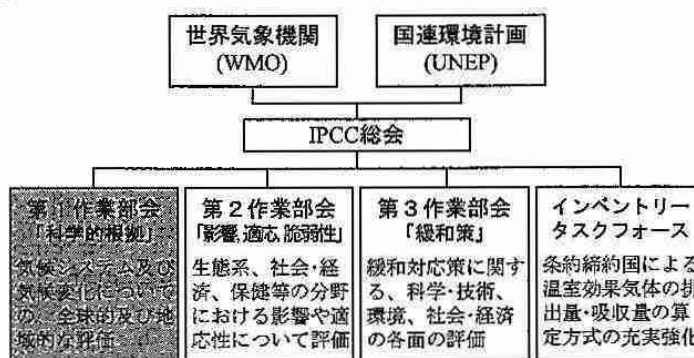 世界気象機関
(WMO)
国連環境計画
(UNEP)
IPCC総会
第1作業部会
「科学的根拠」
気候システム及び
気候変化について
の、全球的及び地
域的な評価
第2作業部会
「影響,適応,脆弱性」
生態系、社会・経
済、保健等の分野
における影響や適
応性について評価
第3作業部会
「緩和策」
緩和対応策に関す
る、科学・技術、
環境、社会・経済
の各面の評価
インベントリー
タスクフォース
条約締約国による
温室効果気体の排
出量・吸収量の算
定方式の充実強化